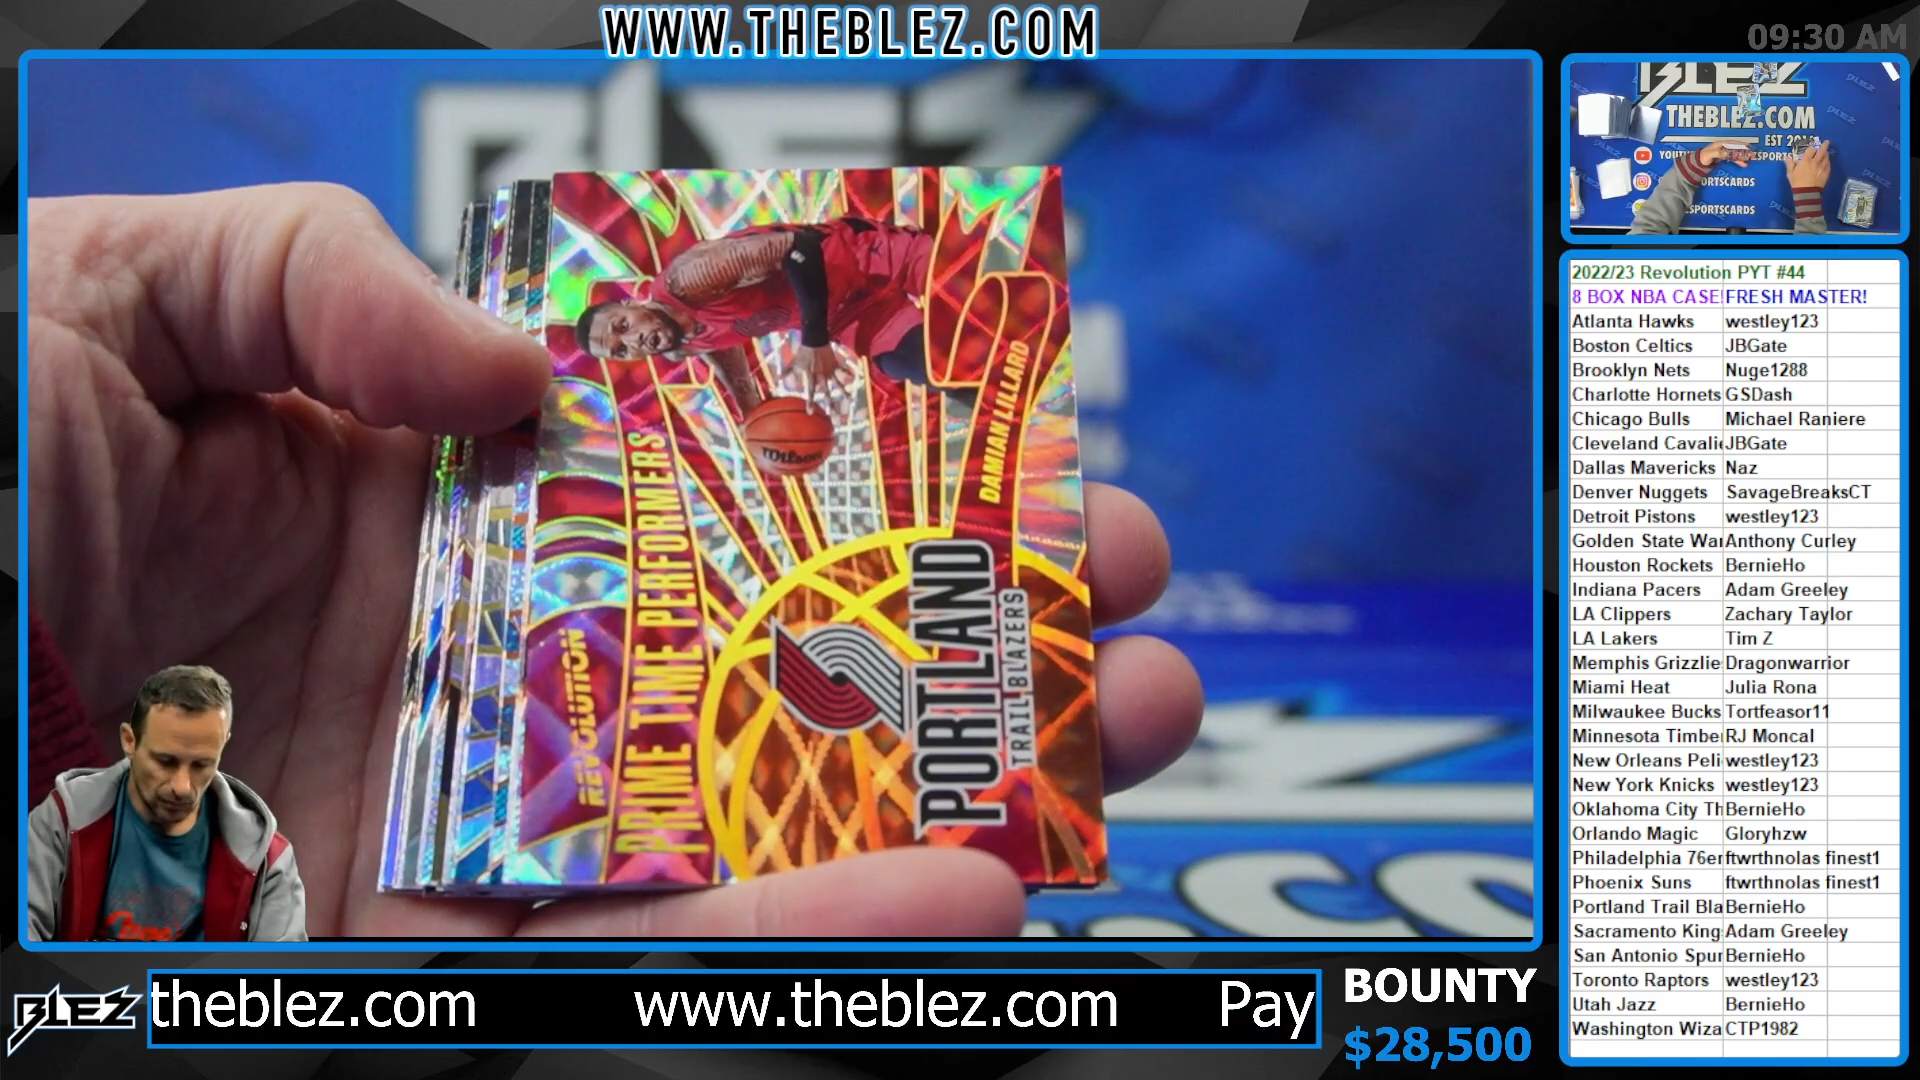 WWW.THEBLEZ.COM
09:30 AM
BLEZ
THEBLEZ.COM
SPORTSCARDS
REVOLUTION
PRIME TIME PERFORMERS
DAMIAN LILLARD
PORTLAND
TRAIL BLAZERS
Wilson
2022/23 Revolution PYT #44
8 BOX NBA CASE! FRESH MASTER!
Atlanta Hawks westley123
Boston Celtics JBGate
Brooklyn Nets Nuge1288
Charlotte Hornets GSDash
Chicago Bulls Michael Raniere
Cleveland Cavalie JBGate
Dallas Mavericks Naz
Denver Nuggets SavageBreaksCT
Detroit Pistons westley123
Golden State War Anthony Curley
Houston Rockets BernieHo
Indiana Pacers Adam Greeley
LA Clippers Zachary Taylor
LA Lakers Tim Z
Memphis Grizzlie Dragonwarrior
Miami Heat Julia Rona
Milwaukee Bucks Tortfeasor11
Minnesota Timbe RJ Moncal
New Orleans Peli westley123
New York Knicks westley123
Oklahoma City Th BernieHo
Orlando Magic Gloryhzw
Philadelphia 76er ftwrthnolas finest1
Phoenix Suns ftwrthnolas finest1
Portland Trail Bla BernieHo
Sacramento King Adam Greeley
San Antonio Spur BernieHo
Toronto Raptors westley123
Utah Jazz BernieHo
Washington Wiza CTP1982
BLEZ
theblez.com www.theblez.com Pay
BOUNTY
$28,500